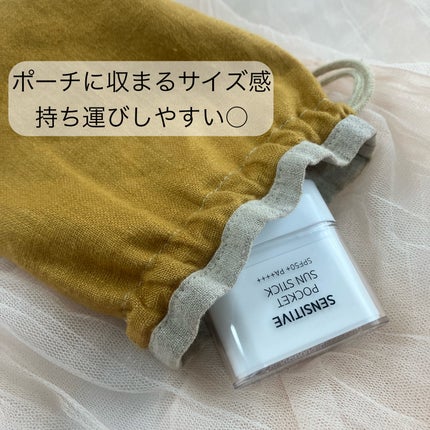 ポーチに収まるサイズ感
持ち運びしやすい○
SENSITIVE
POCKET
SUN STICK
SPF50+ PA++++